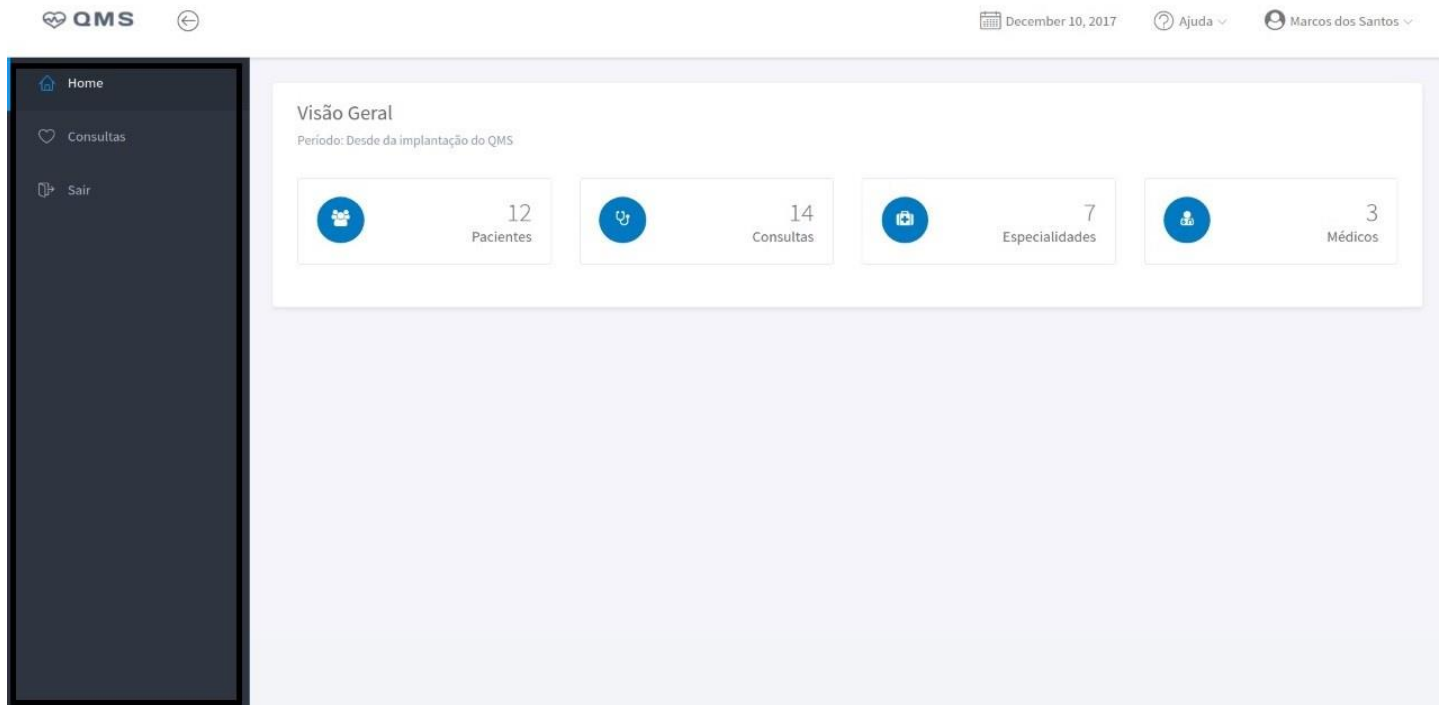 QMS
December 10, 2017
Ajuda
Marcos dos Santos
Home
Consultas
Sair
Visão Geral
Período: Desde da implantação do QMS
12
Pacientes
14
Consultas
7
Especialidades
3
Médicos